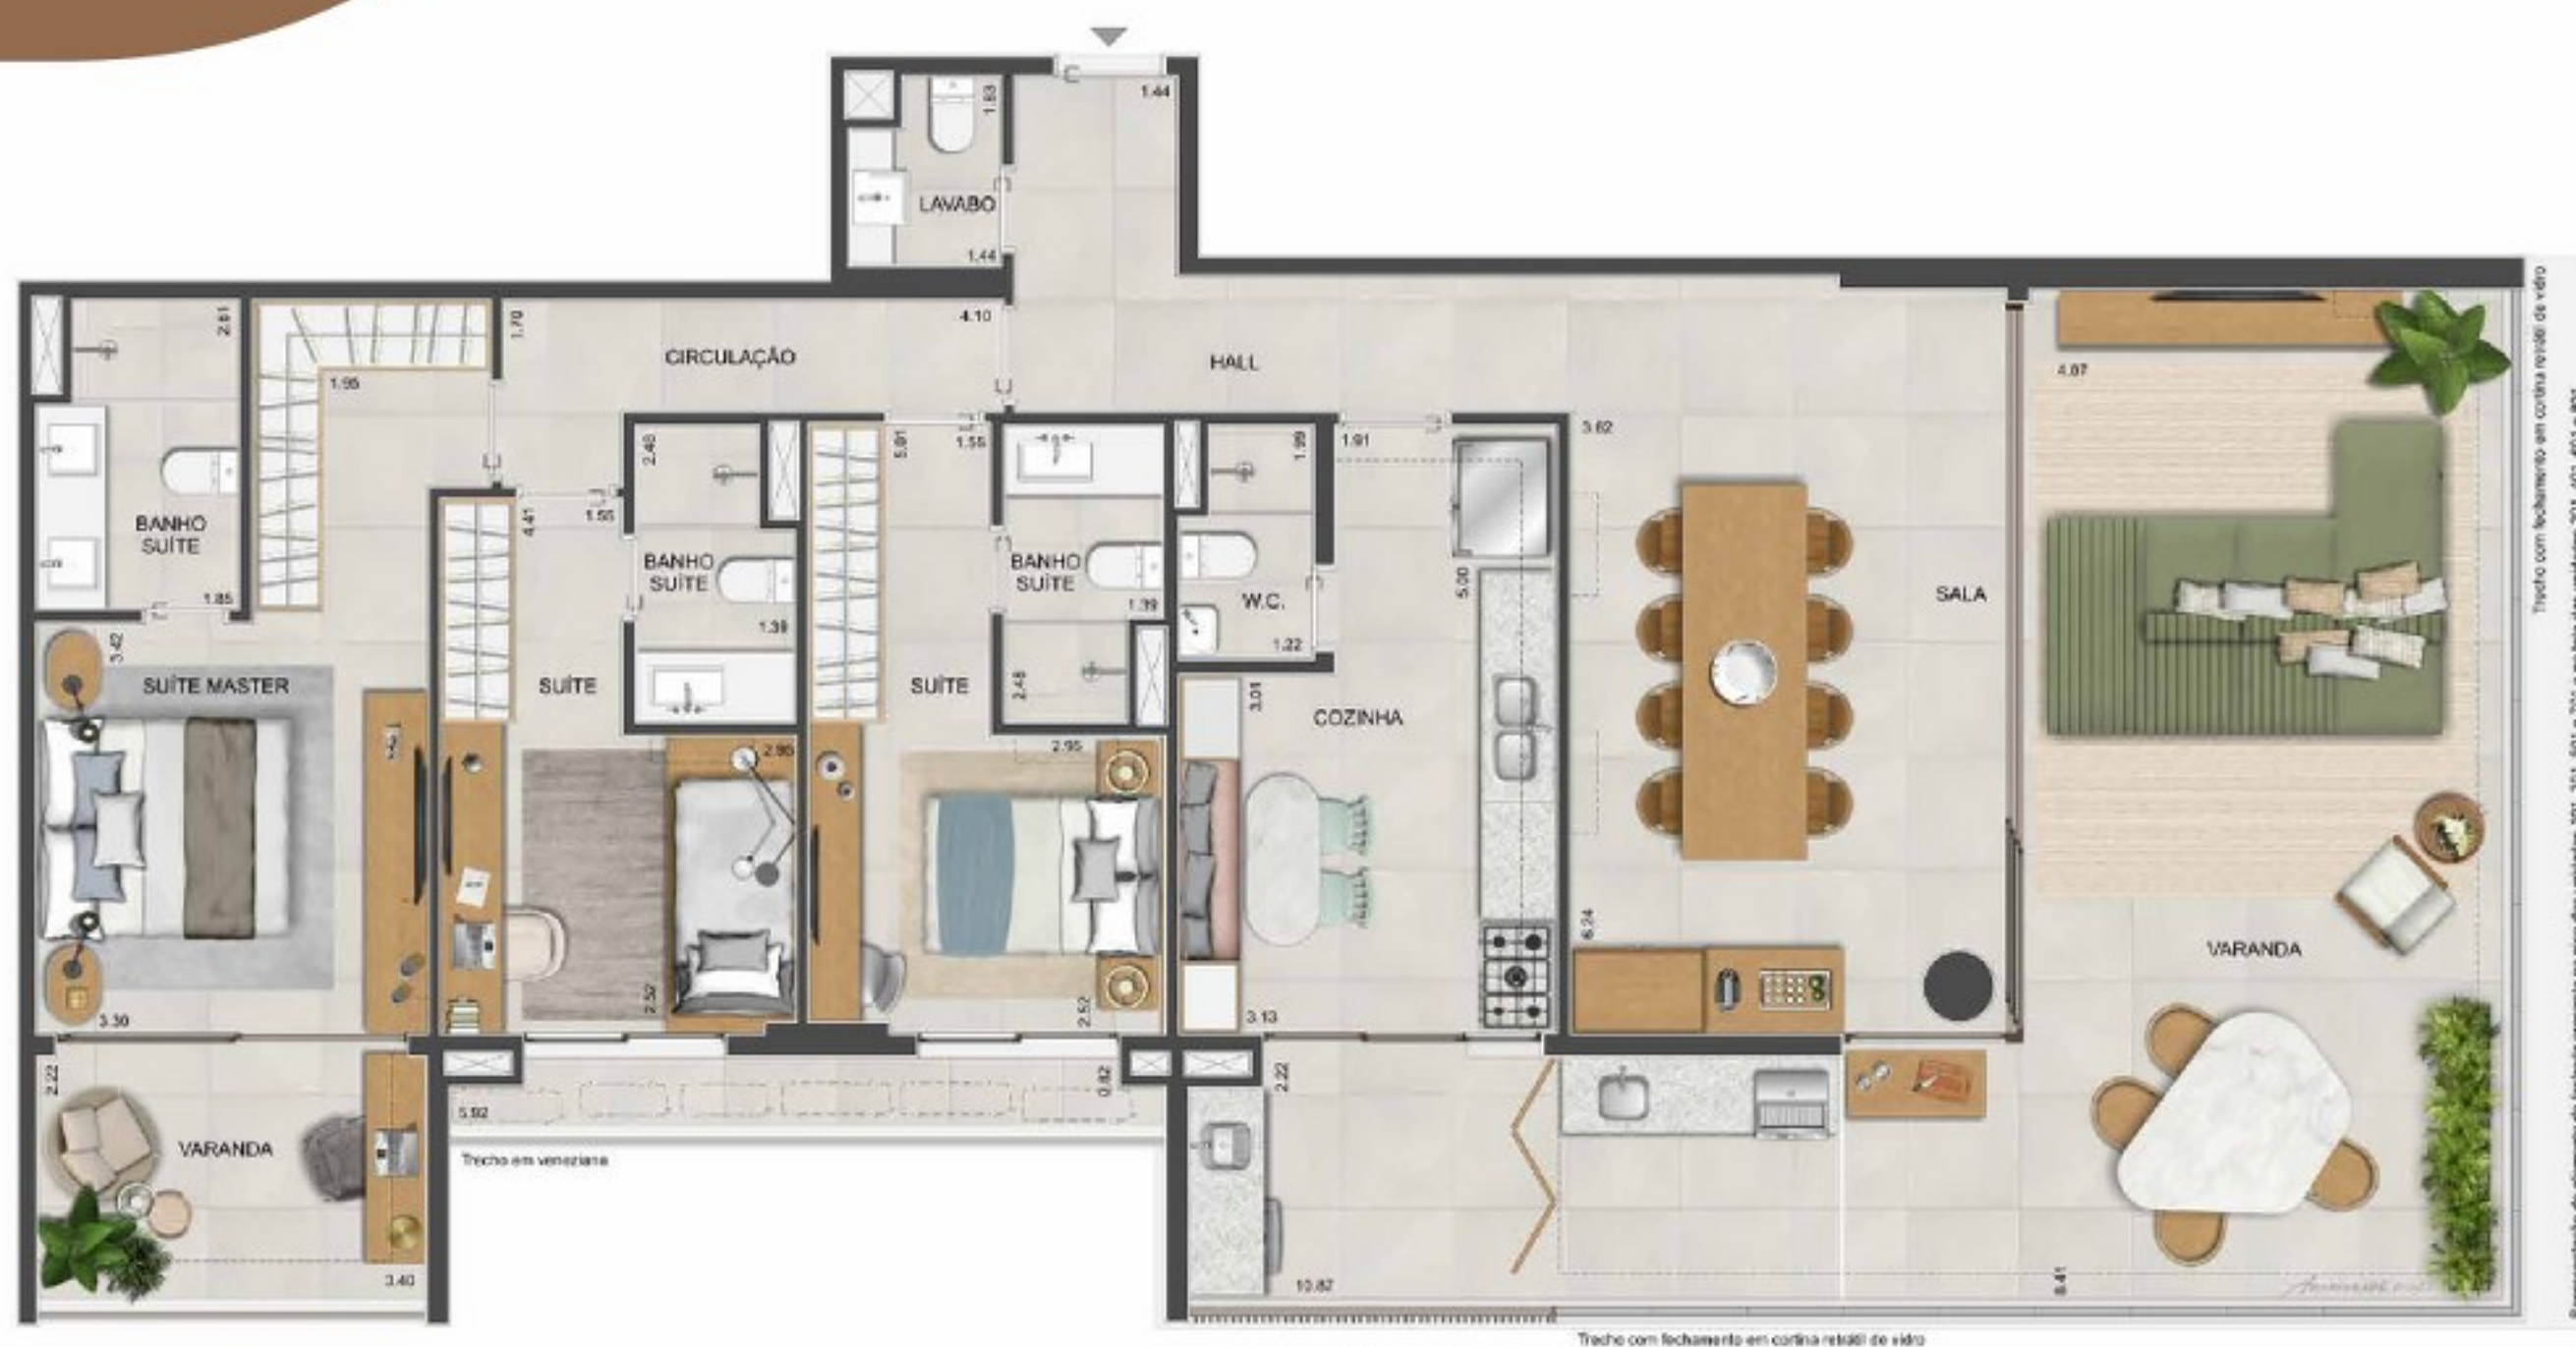 1.44
1.83
LAVABO
1.44
2.61
1.70
4.10
CIRCULAÇÃO
HALL
1.95
4.07
2.48
5.91
1.55
1.99
1.91
3.62
4.41
1.55
BANHO
SUÍTE
BANHO
SUÍTE
BANHO
SUÍTE
5.00
SALA
W.C.
1.85
1.39
1.39
1.22
3.42
SUÍTE MASTER
SUÍTE
SUÍTE
2.48
3.01
COZINHA
2.95
2.95
6.24
VARANDA
3.30
2.52
2.52
3.13
2.22
0.82
2.22
5.92
VARANDA
Trecho em veneziana
3.40
10.87
8.41
Trecho com fechamento em cortina retrátil de vidro
Trecho com fechamento em cortina retrátil de vidro